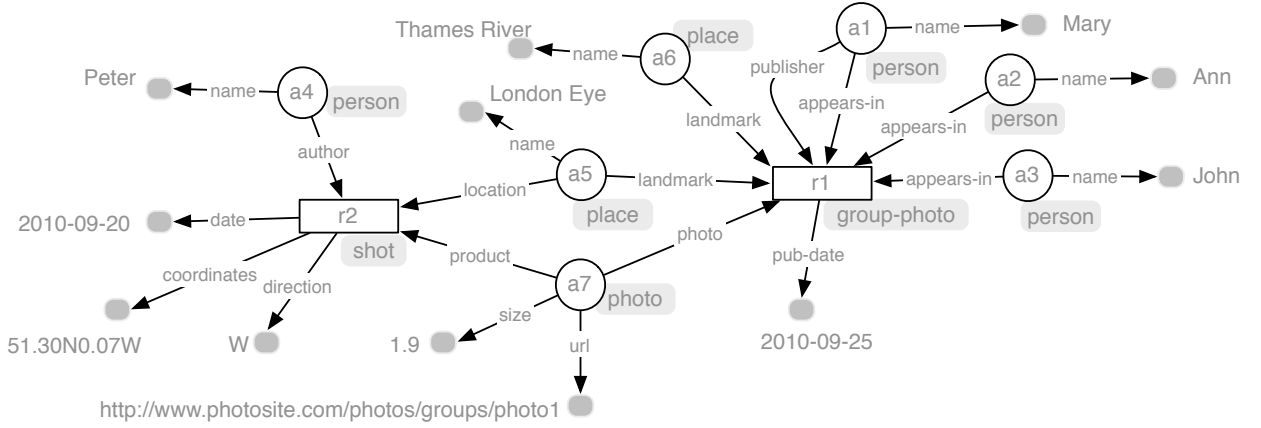 Thames River
place
a1
name
Mary
a6
name
publisher
person
Peter
name
a4
person
London Eye
appears-in
a2
name
Ann
landmark
appears-in
person
author
name
a5
landmark
r1
appears-in
a3
name
John
location
2010-09-20
date
r2
place
group-photo
person
shot
product
photo
pub-date
coordinates
direction
a7
photo
size
51.30N0.07W
W
1.9
url
2010-09-25
http://www.photosite.com/photos/groups/photo1